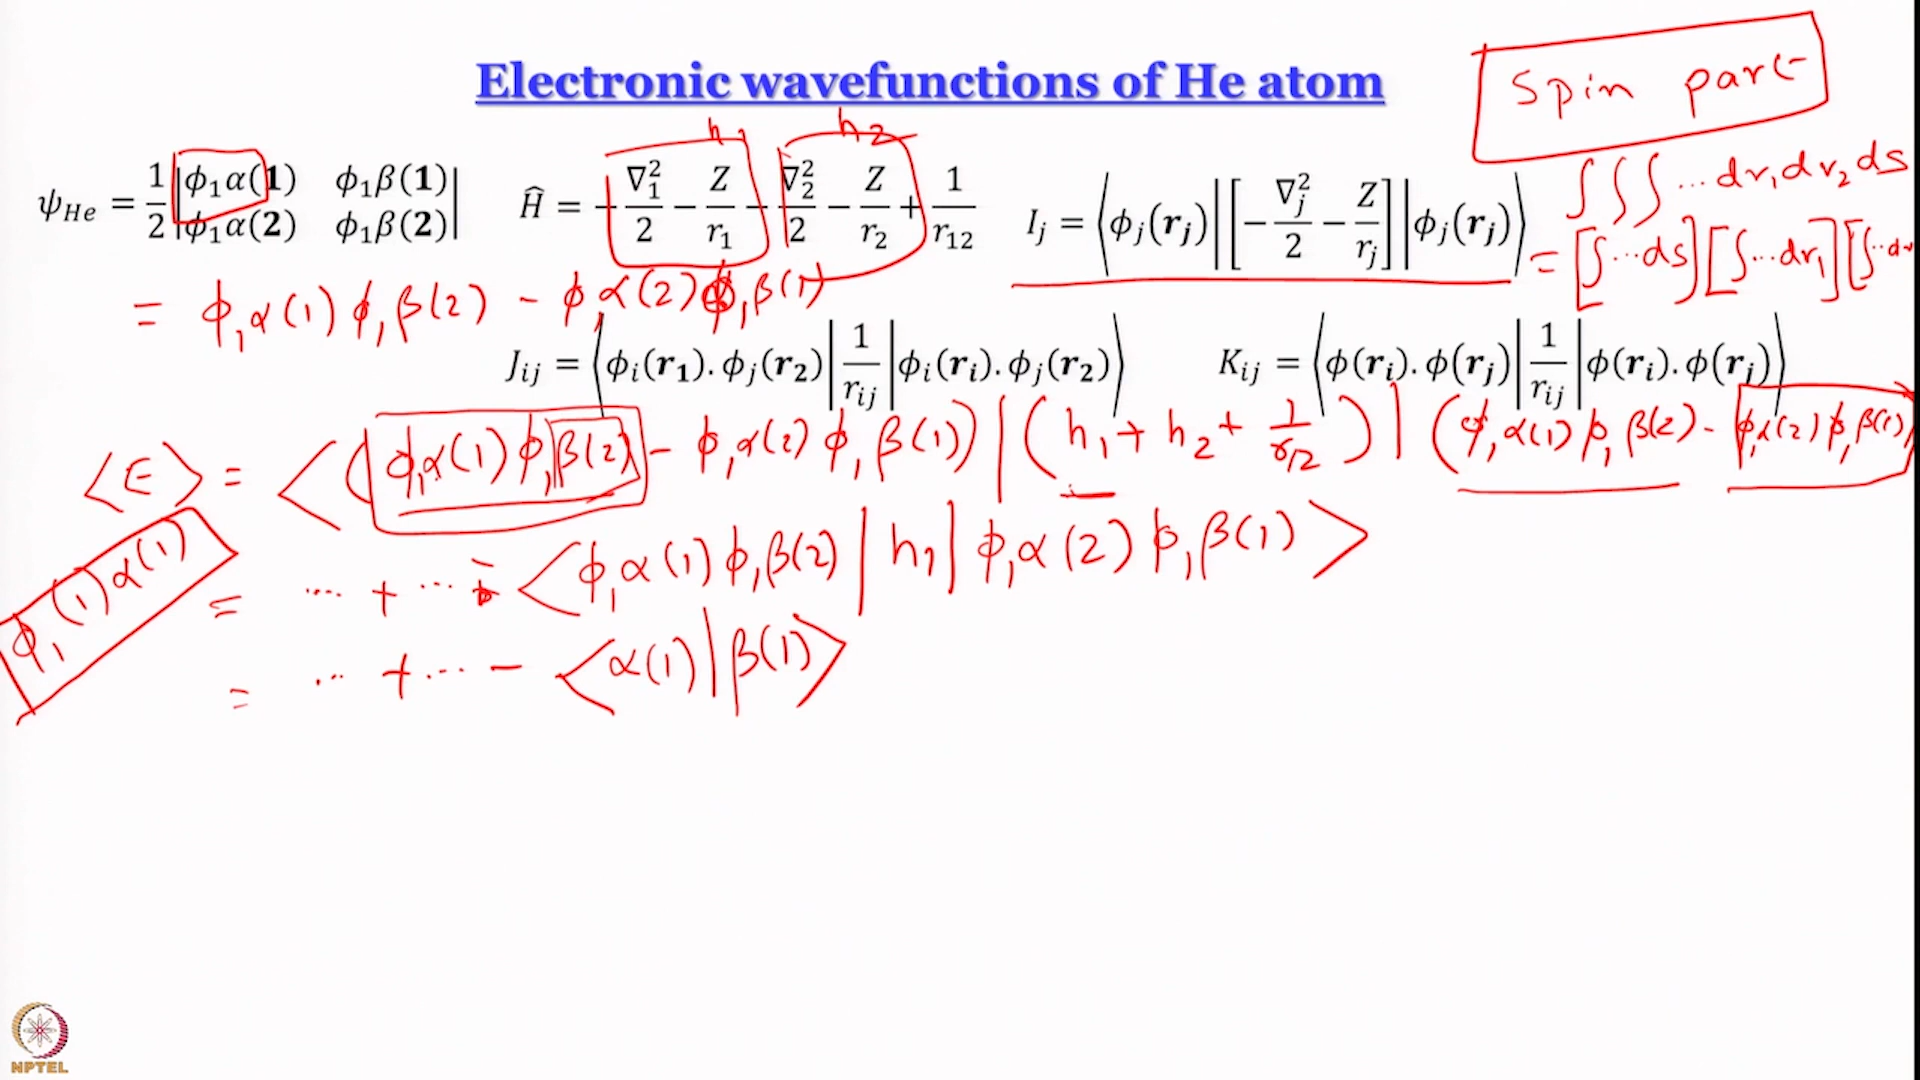 Electronic wavefunctions of He atom
Spin part
h₁ h₂
ψ_He = 1/2 |ϕ₁α(1) ϕ₁β(1)|
|ϕ₁α(2) ϕ₁β(2)|
Ĥ = −∇₁²/2 − Z/r₁ − ∇₂²/2 − Z/r₂ + 1/r₁₂
I_j = ⟨ϕ_j(r_j)|[−∇_j²/2 − Z/r_j]|ϕ_j(r_j)⟩
∫∫∫ ... dr₁ dr₂ ds
= [∫...ds][∫...dr₁][∫..dr
= ϕ₁α(1) ϕ₁β(2) − ϕ₁α(2) ϕ₁β(1)
J_ij = ⟨ϕ_i(r₁).ϕ_j(r₂)|1/r_ij|ϕ_i(r_i).ϕ_j(r₂)⟩
K_ij = ⟨ϕ(r_i).ϕ(r_j)|1/r_ij|ϕ(r_i).ϕ(r_j)⟩
⟨E⟩ = ⟨(ϕ₁α(1) ϕ₁β(2) − ϕ₁α(2) ϕ₁β(1)|(h₁ + h₂ + 1/r₁₂)|(ϕ₁α(1) ϕ₁β(2) − ϕ₁α(2) ϕ₁β(1)
ϕ₁(1) α(1)
= ... + ... − ⟨ϕ₁α(1) ϕ₁β(2)|h₁|ϕ₁α(2) ϕ₁β(1)⟩
= ... + ... − ⟨α(1)|β(1)⟩
NPTEL